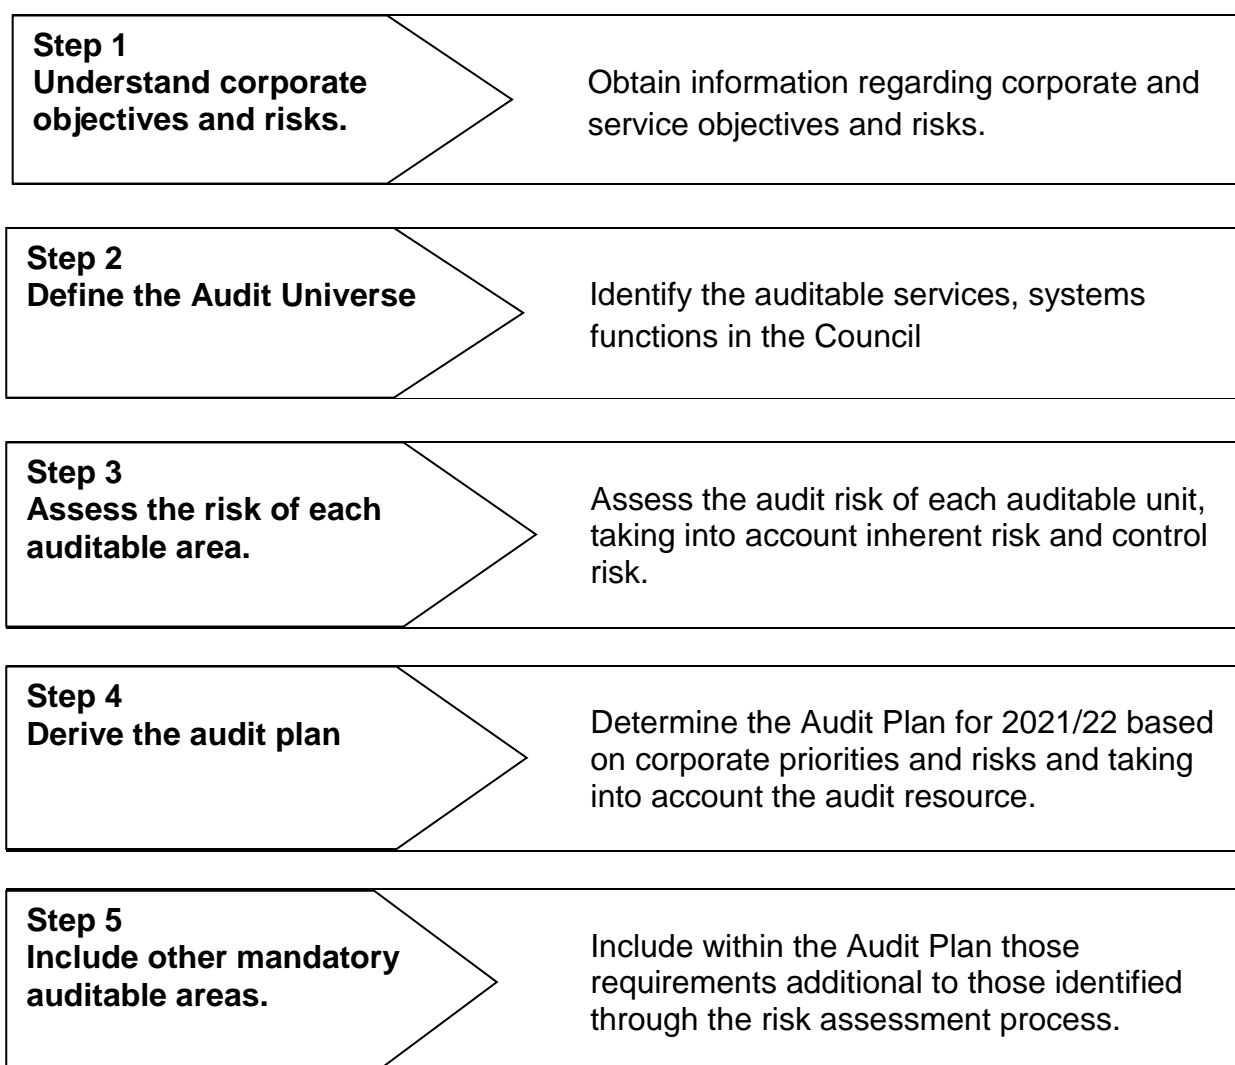 Step 1
Understand corporate
objectives and risks.
Obtain information regarding corporate and
service objectives and risks.
Step 2
Define the Audit Universe
Identify the auditable services, systems
functions in the Council
Step 3
Assess the risk of each
auditable area.
Assess the audit risk of each auditable unit,
taking into account inherent risk and control
risk.
Step 4
Derive the audit plan
Determine the Audit Plan for 2021/22 based
on corporate priorities and risks and taking
into account the audit resource.
Step 5
Include other mandatory
auditable areas.
Include within the Audit Plan those
requirements additional to those identified
through the risk assessment process.